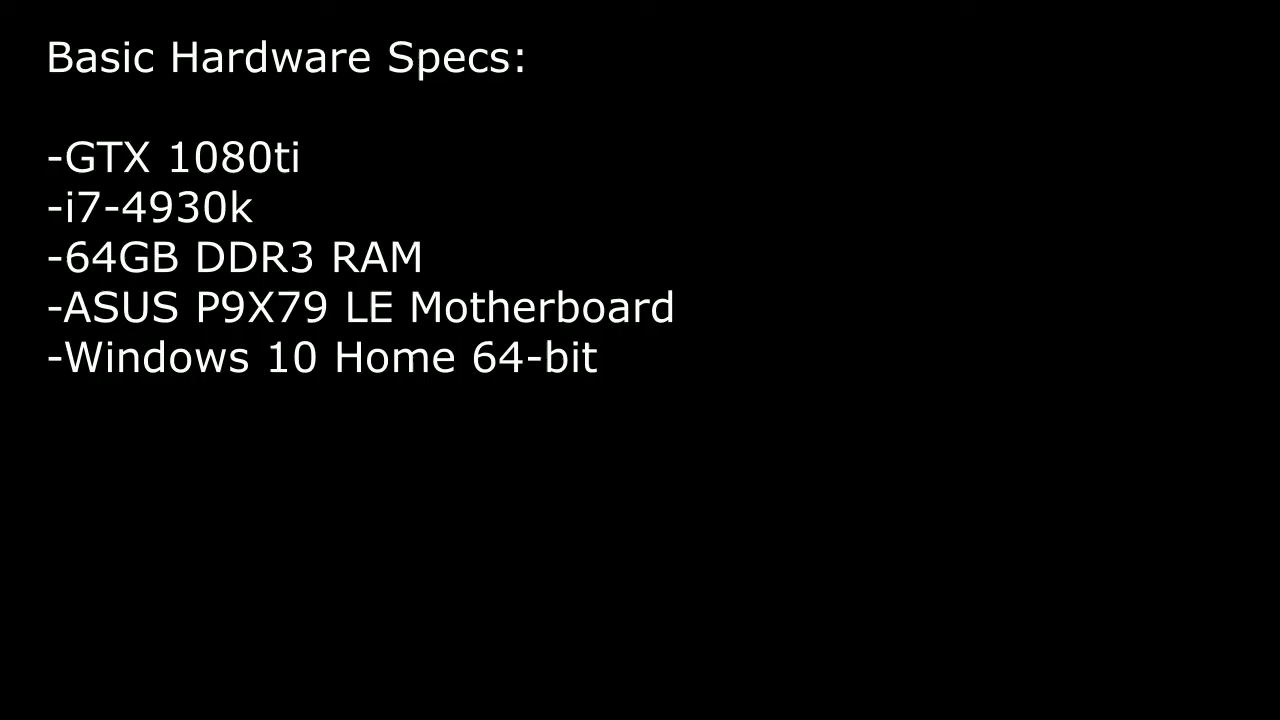 Basic Hardware Specs:
-GTX 1080ti
-i7-4930k
-64GB DDR3 RAM
-ASUS P9X79 LE Motherboard
-Windows 10 Home 64-bit